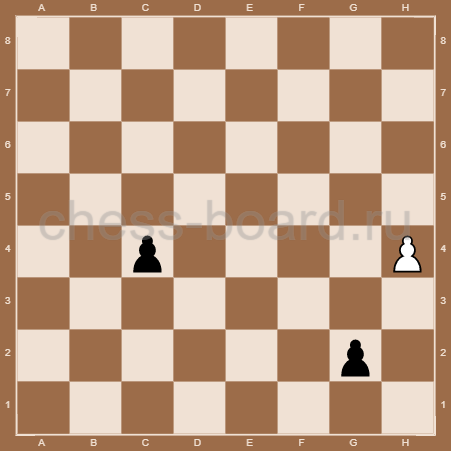 A B C D E F G H
8 8
7 7
6 6
5 5
chess-board.ru
4 4
3 3
2 2
1 1
A B C D E F G H